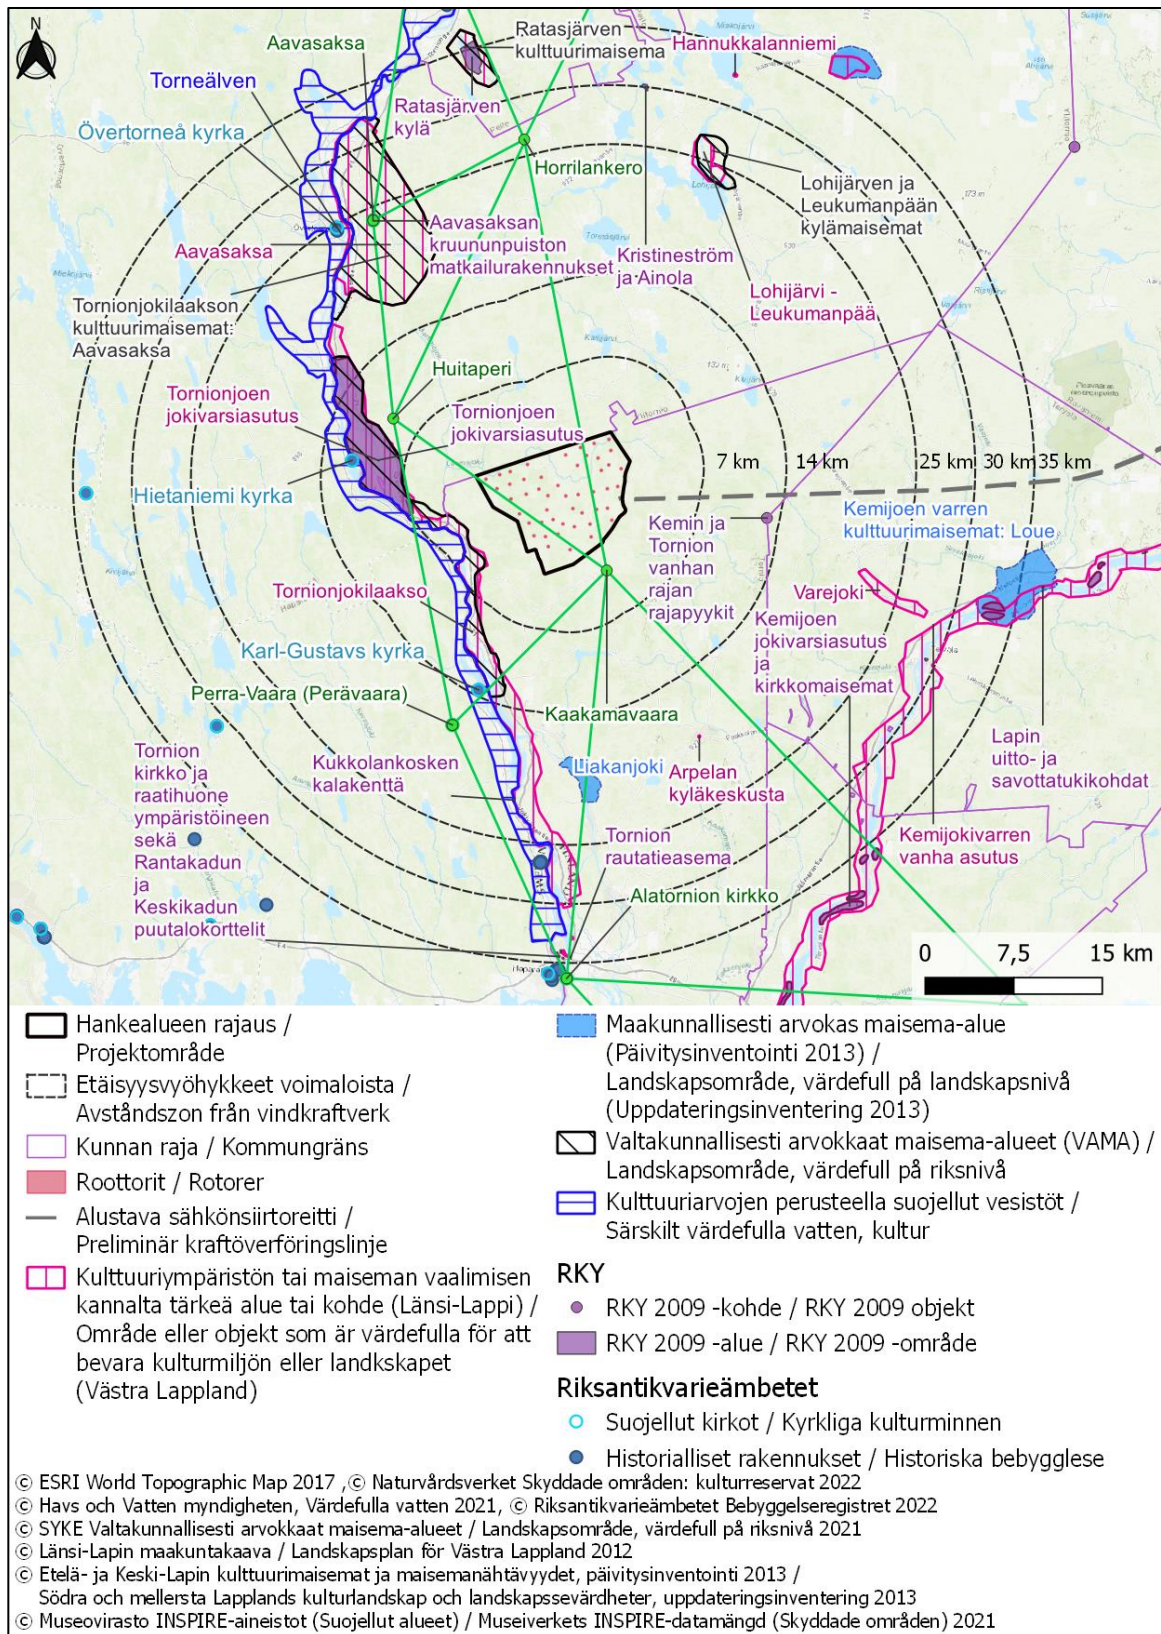 N
Aavasaksa
Ratasjärven
kulttuurimaisema
Hannukkalanniemi
Torneälven
Övertorneå kyrka
Ratasjärven
kylä
Horrilankero
Lohijärven ja
Leukumanpään
kylämaisemat
Aavasaksa
Aavasaksan
kruununpuiston
matkailurakennukset
Kristineström
ja Ainola
Lohijärvi -
Leukumanpää
Tornionjokilaakson
kulttuurimaisemat:
Aavasaksa
Huitaperi
Tornionjoen
jokivarsiasutus
Tornionjoen
jokivarsiasutus
7 km
14 km
25 km
30 km
35 km
Hietaniemi kyrka
Kemijoen varren
kulttuurimaisemat: Loue
Kemin ja
Tornion
vanhan
rajan
rajapyykit
Tornionjokilaakso
Varejoki
Kemijoen
jokivarsiasutus
ja
kirkkomaisemat
Karl-Gustavs kyrka
Perra-Vaara (Perävaara)
Kaakamavaara
Tornion
kirkko ja
raatihuone
ympäristöineen
sekä
Rantakadun
ja
Keskikadun
puutalokorttelit
Kukkolankosken
kalakenttä
Liakanjoki
Arpelan
kyläkeskusta
Lapin
uitto- ja
savottatukikohdat
Tornion
rautatieasema
Kemijokivarren
vanha asutus
Alatornion kirkko
0 7,5 15 km
Hankealueen rajaus /
Projektområde
Etäisyysvyöhykkeet voimaloista /
Avståndszon från vindkraftverk
Kunnan raja / Kommungräns
Roottorit / Rotorer
Alustava sähkönsiirtoreitti /
Preliminär kraftöverföringslinje
Kulttuuriympäristön tai maiseman vaalimisen
kannalta tärkeä alue tai kohde (Länsi-Lappi) /
Område eller objekt som är värdefulla för att
bevara kulturmiljön eller landkskapet
(Västra Lappland)
Maakunnallisesti arvokas maisema-alue
(Päivitysinventointi 2013) /
Landskapsområde, värdefull på landskapsnivå
(Uppdateringsinventering 2013)
Valtakunnallisesti arvokkaat maisema-alueet (VAMA) /
Landskapsområde, värdefull på riksnivå
Kulttuuriarvojen perusteella suojellut vesistöt /
Särskilt värdefulla vatten, kultur
RKY
RKY 2009 -kohde / RKY 2009 objekt
RKY 2009 -alue / RKY 2009 -område
Riksantikvarieämbetet
Suojellut kirkot / Kyrkliga kulturminnen
Historialliset rakennukset / Historiska bebygglese
© ESRI World Topographic Map 2017 ,© Naturvårdsverket Skyddade områden: kulturreservat 2022
© Havs och Vatten myndigheten, Värdefulla vatten 2021, © Riksantikvarieämbetet Bebyggelseregistret 2022
© SYKE Valtakunnallisesti arvokkaat maisema-alueet / Landskapsområde, värdefull på riksnivå 2021
© Länsi-Lapin maakuntakaava / Landskapsplan för Västra Lappland 2012
© Etelä- ja Keski-Lapin kulttuurimaisemat ja maisemanähtävyydet, päivitysinventointi 2013 /
Södra och mellersta Lapplands kulturlandskap och landskapssevärdheter, uppdateringsinventering 2013
© Museovirasto INSPIRE-aineistot (Suojellut alueet) / Museiverkets INSPIRE-datamängd (Skyddade områden) 2021